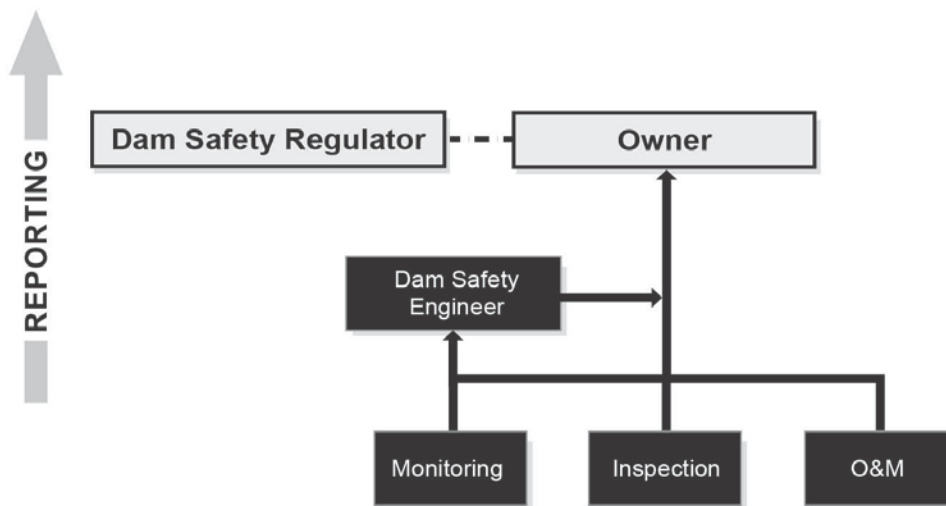 REPORTING
Dam Safety Regulator
Owner
Dam Safety
Engineer
Monitoring
Inspection
O&M